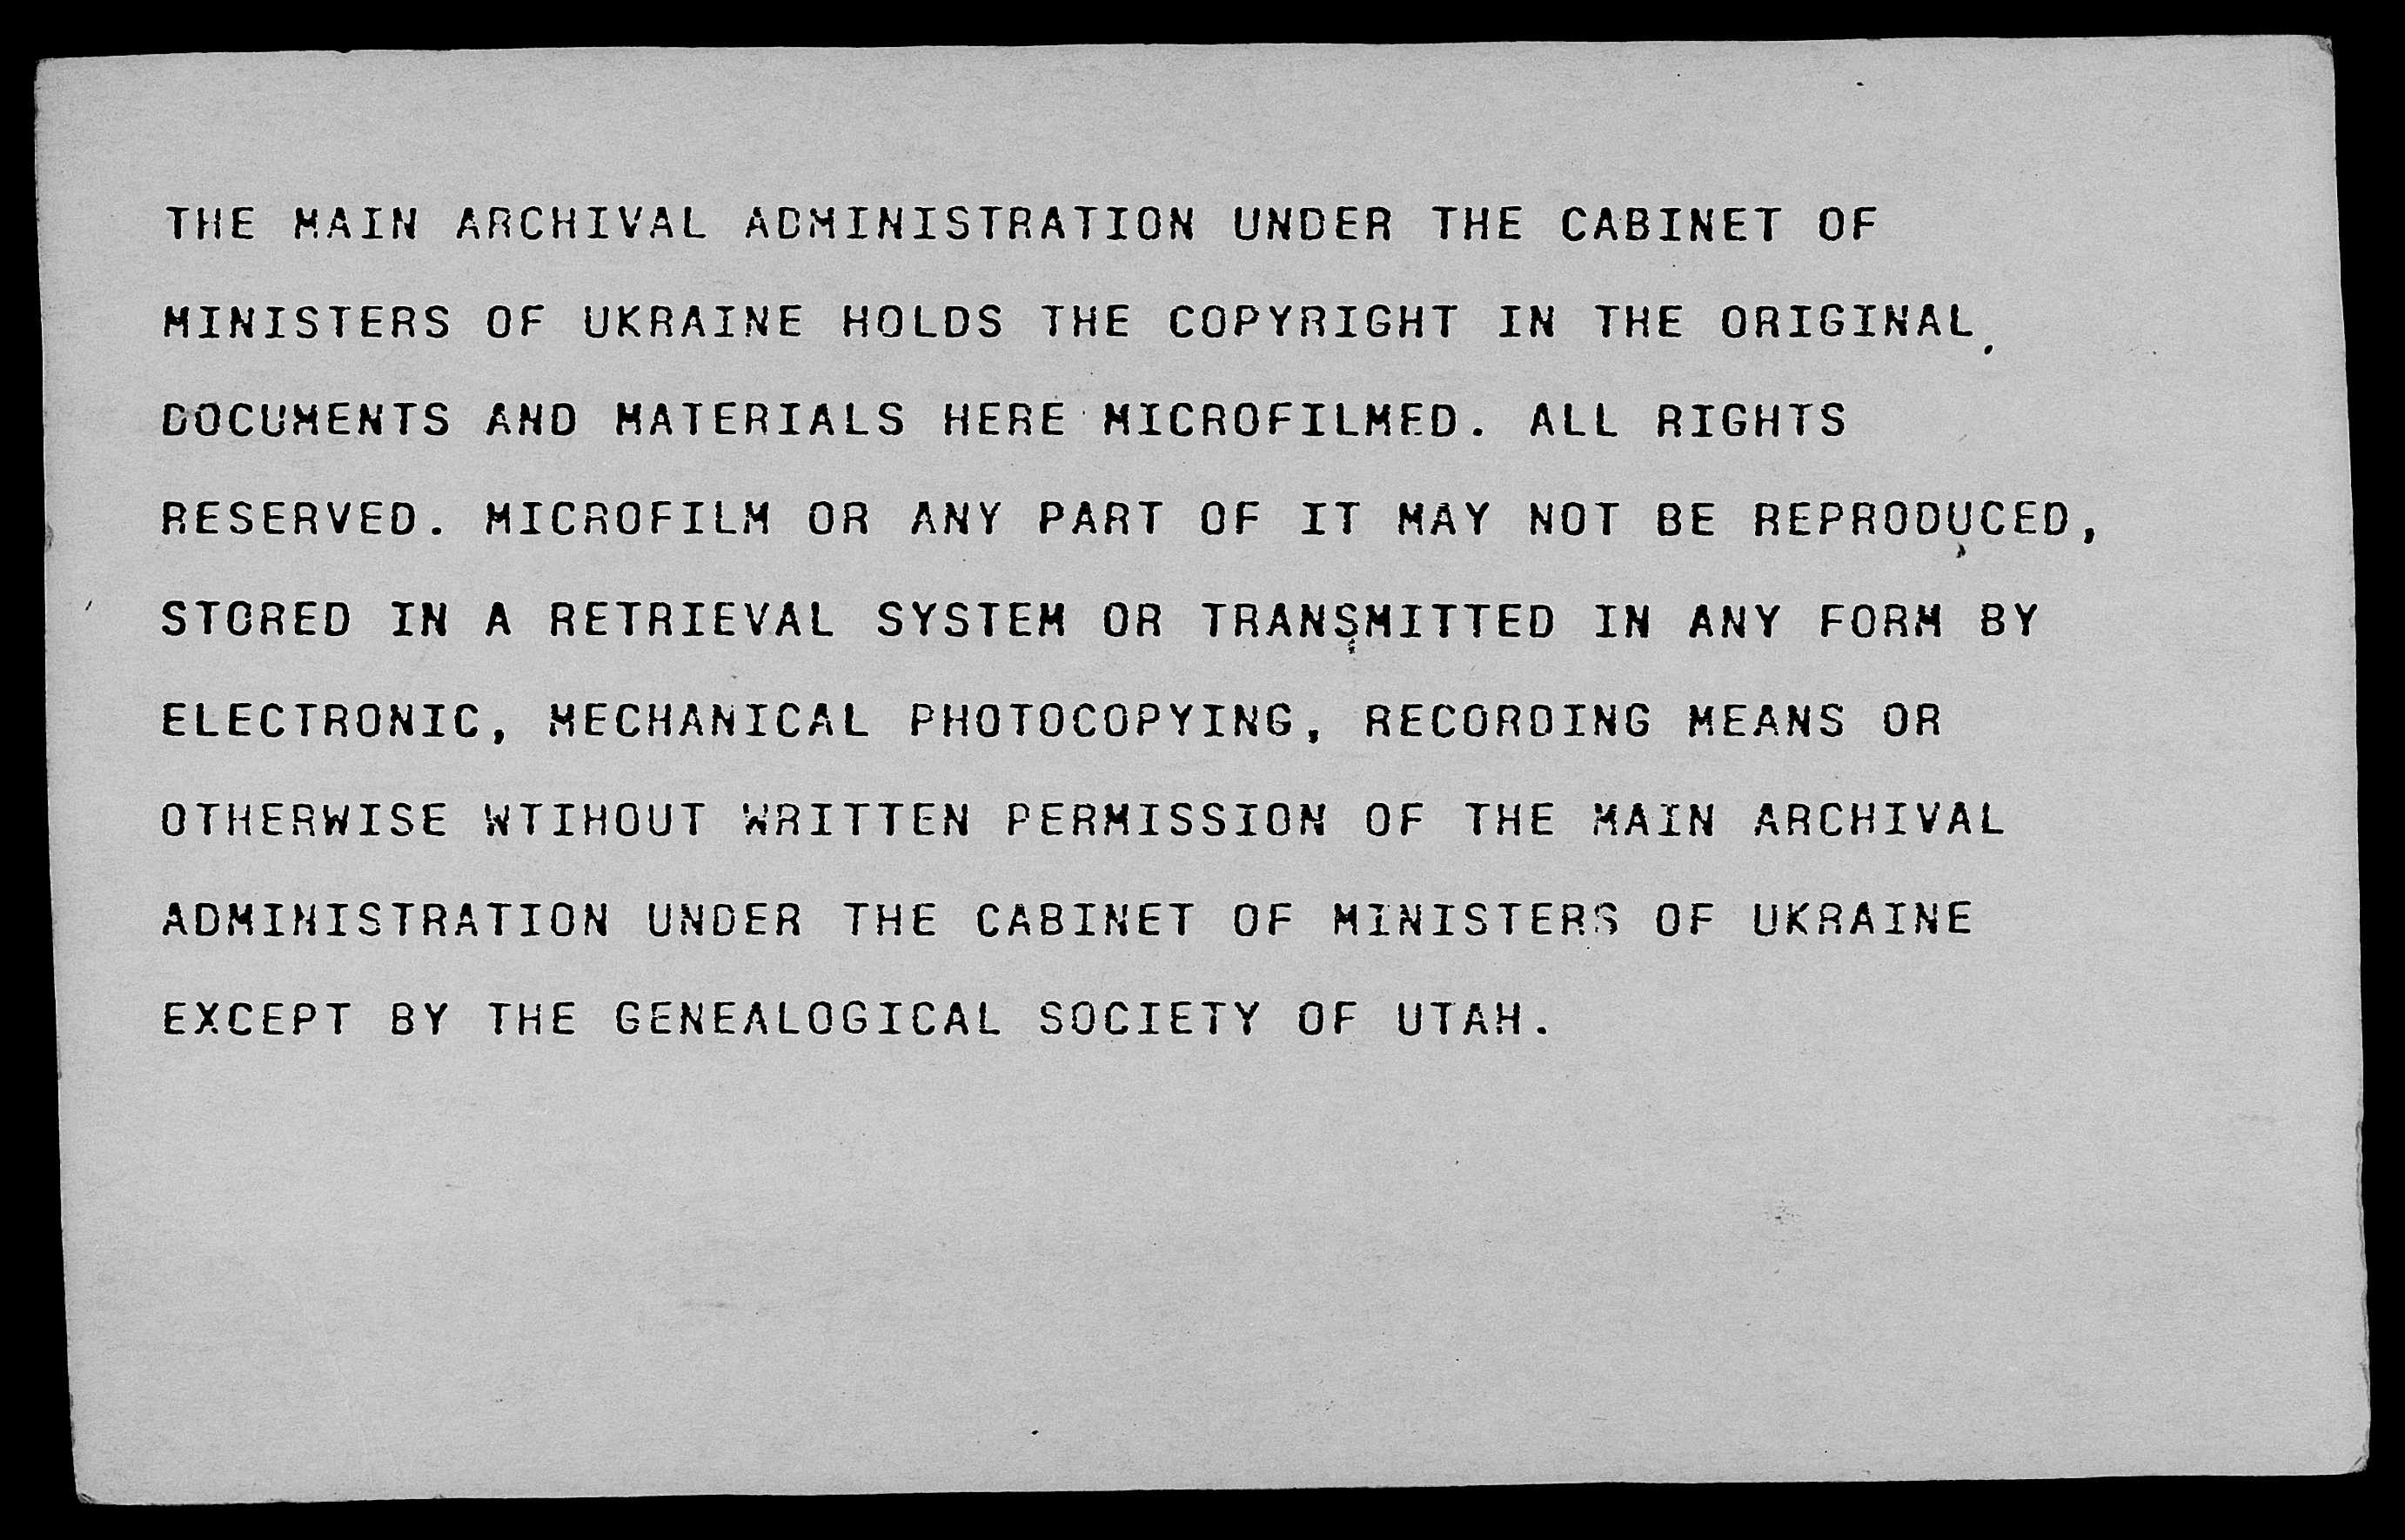 THE MAIN ARCHIVAL ADMINISTRATION UNDER THE CABINET OF
MINISTERS OF UKRAINE HOLDS THE COPYRIGHT IN THE ORIGINAL
DOCUMENTS AND MATERIALS HERE MICROFILMED. ALL RIGHTS
RESERVED. MICROFILM OR ANY PART OF IT MAY NOT BE REPRODUCED,
STORED IN A RETRIEVAL SYSTEM OR TRANSMITTED IN ANY FORM BY
ELECTRONIC, MECHANICAL PHOTOCOPYING, RECORDING MEANS OR
OTHERWISE WTIHOUT WRITTEN PERMISSION OF THE MAIN ARCHIVAL
ADMINISTRATION UNDER THE CABINET OF MINISTERS OF UKRAINE
EXCEPT BY THE GENEALOGICAL SOCIETY OF UTAH.